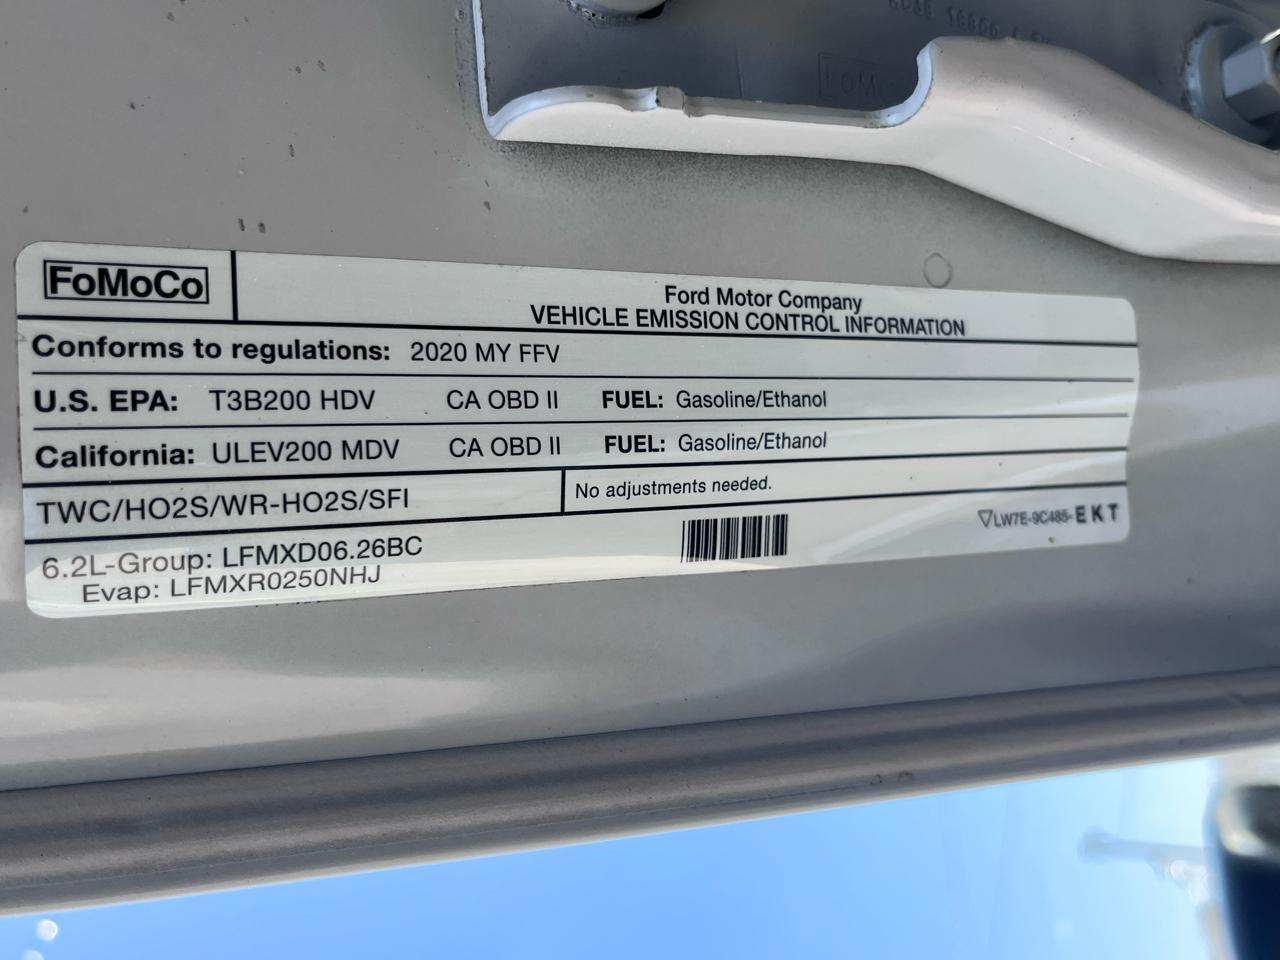 FoMoCo
Ford Motor Company
VEHICLE EMISSION CONTROL INFORMATION
Conforms to regulations: 2020 MY FFV
U.S. EPA: T3B200 HDV CA OBD II FUEL: Gasoline/Ethanol
California: ULEV200 MDV CA OBD II FUEL: Gasoline/Ethanol
TWC/HO2S/WR-HO2S/SFI No adjustments needed.
6.2L-Group: LFMXD06.26BC
Evap: LFMXR0250NHJ
LW7E-9C485-EKT
FoMoCo